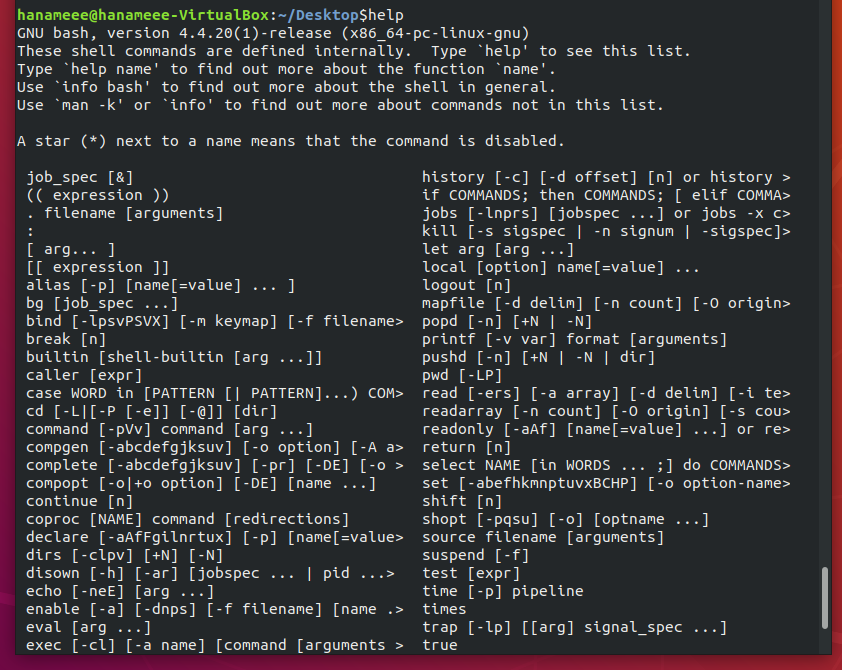 hanameee@hanameee-VirtualBox:~/Desktop$help
GNU bash, version 4.4.20(1)-release (x86_64-pc-linux-gnu)
These shell commands are defined internally.  Type `help' to see this list.
Type `help name' to find out more about the function `name'.
Use `info bash' to find out more about the shell in general.
Use `man -k' or `info' to find out more about commands not in this list.

A star (*) next to a name means that the command is disabled.

 job_spec [&]                                history [-c] [-d offset] [n] or history >
 (( expression ))                            if COMMANDS; then COMMANDS; [ elif COMMA>
 . filename [arguments]                      jobs [-lnprs] [jobspec ...] or jobs -x c>
 :                                           kill [-s sigspec | -n signum | -sigspec]>
 [ arg... ]                                  let arg [arg ...]
 [[ expression ]]                            local [option] name[=value] ...
 alias [-p] [name[=value] ... ]              logout [n]
 bg [job_spec ...]                           mapfile [-d delim] [-n count] [-O origin>
 bind [-lpsvPSVX] [-m keymap] [-f filename>  popd [-n] [+N | -N]
 break [n]                                   printf [-v var] format [arguments]
 builtin [shell-builtin [arg ...]]           pushd [-n] [+N | -N | dir]
 caller [expr]                               pwd [-LP]
 case WORD in [PATTERN [| PATTERN]...) COM>  read [-ers] [-a array] [-d delim] [-i te>
 cd [-L|[-P [-e]] [-@]] [dir]                readarray [-n count] [-O origin] [-s cou>
 command [-pVv] command [arg ...]            readonly [-aAf] [name[=value] ...] or re>
 compgen [-abcdefgjksuv] [-o option] [-A a>  return [n]
 complete [-abcdefgjksuv] [-pr] [-DE] [-o >  select NAME [in WORDS ... ;] do COMMANDS>
 compopt [-o|+o option] [-DE] [name ...]     set [-abefhkmnptuvxBCHP] [-o option-name>
 continue [n]                                shift [n]
 coproc [NAME] command [redirections]        shopt [-pqsu] [-o] [optname ...]
 declare [-aAfFgilnrtux] [-p] [name[=value>  source filename [arguments]
 dirs [-clpv] [+N] [-N]                      suspend [-f]
 disown [-h] [-ar] [jobspec ... | pid ...>   test [expr]
 echo [-neE] [arg ...]                       time [-p] pipeline
 enable [-a] [-dnps] [-f filename] [name .>  times
 eval [arg ...]                              trap [-lp] [[arg] signal_spec ...]
 exec [-cl] [-a name] [command [arguments >  true